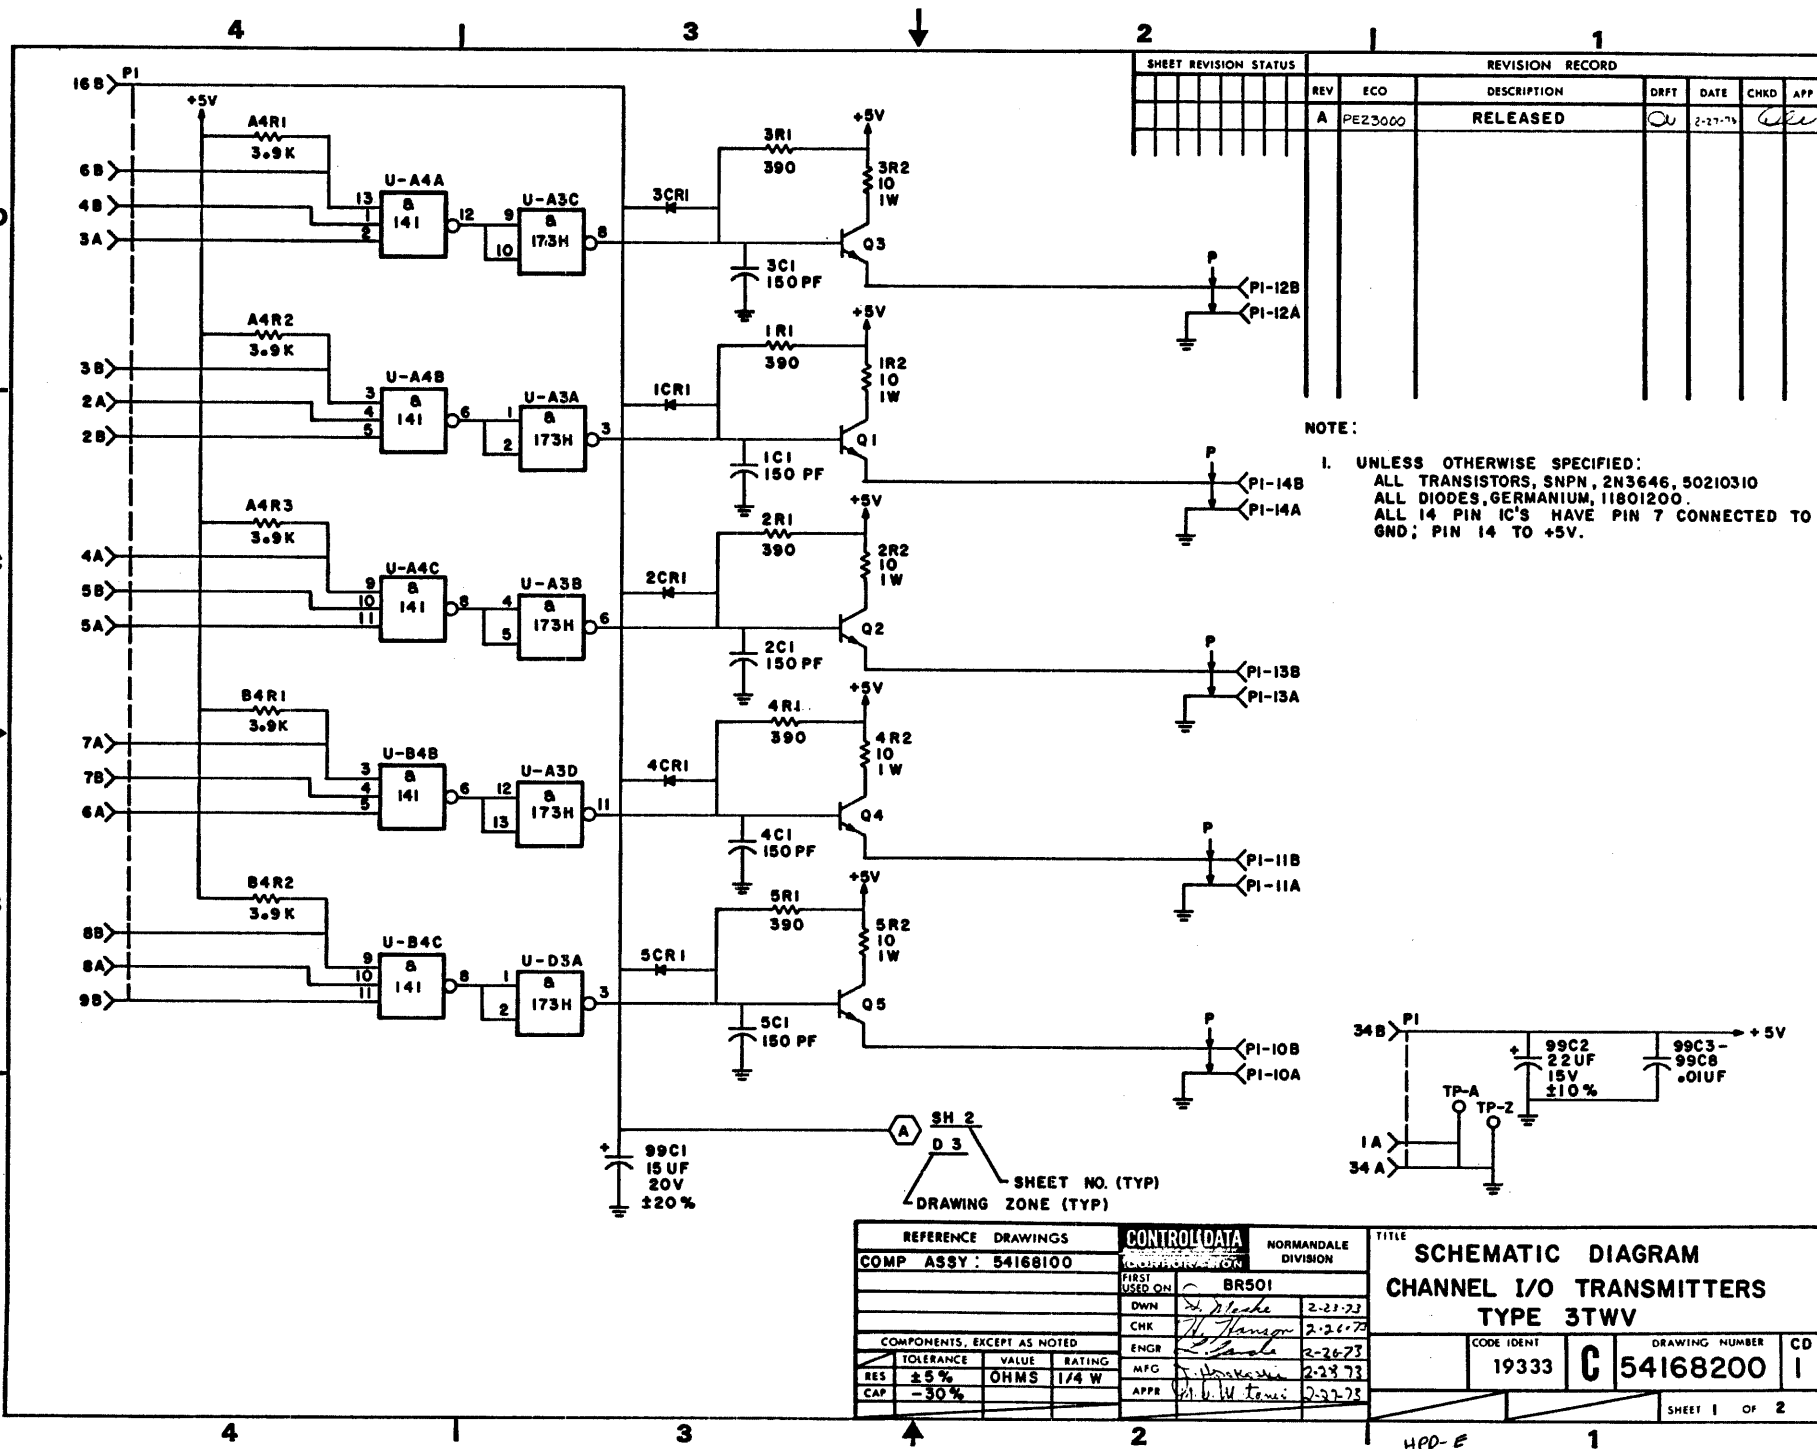 4 3 2 1
SHEET REVISION STATUS
REVISION RECORD
REV ECO DESCRIPTION DRFT DATE CHKD APP
A PE23000 RELEASED
16B P1
+5V
A4R1
3.9K
6B
4B
3A
U-A4A
&
141
13
1
2
12
U-A3C
&
173H
9
10
8
3CR1
3R1
390
+5V
3R2
10
1W
Q3
3C1
150 PF
P
P1-12B
P1-12A
A4R2
3.9K
3B
2A
2B
U-A4B
&
141
3
4
5
6
U-A3A
&
173H
1
2
3
1CR1
1R1
390
+5V
1R2
10
1W
Q1
1C1
150 PF
P
P1-14B
P1-14A
NOTE:
1. UNLESS OTHERWISE SPECIFIED:
ALL TRANSISTORS, SNPN, 2N3646, 50210310
ALL DIODES, GERMANIUM, 11801200.
ALL 14 PIN IC'S HAVE PIN 7 CONNECTED TO
GND; PIN 14 TO +5V.
A4R3
3.9K
4A
5B
5A
U-A4C
&
141
9
10
11
8
U-A3B
&
173H
4
5
6
2CR1
2R1
390
+5V
2R2
10
1W
Q2
2C1
150 PF
P
P1-13B
P1-13A
B4R1
3.9K
7A
7B
6A
U-B4B
&
141
3
4
5
6
U-A3D
&
173H
12
13
11
4CR1
4R1
390
+5V
4R2
10
1W
Q4
4C1
150 PF
P
P1-11B
P1-11A
B4R2
3.9K
8B
8A
9B
U-B4C
&
141
9
10
11
8
U-D3A
&
173H
1
2
3
5CR1
5R1
390
+5V
5R2
10
1W
Q5
5C1
150 PF
P
P1-10B
P1-10A
34B P1
+5V
99C2
22UF
15V
±10%
99C3-
99C8
.01UF
TP-A
TP-Z
1A
34A
+
99C1
15 UF
20V
±20%
A
SH 2
D 3
SHEET NO. (TYP)
DRAWING ZONE (TYP)
REFERENCE DRAWINGS
COMP ASSY: 54168100
COMPONENTS, EXCEPT AS NOTED
TOLERANCE VALUE RATING
RES ±5% OHMS 1/4 W
CAP -30%
CONTROL DATA
CORPORATION
NORMANDALE
DIVISION
FIRST
USED ON BR501
DWN 2-23-73
CHK H. Hanson 2-26-73
ENGR 2-26-73
MFG 2-28-73
APPR 2-27-73
TITLE
SCHEMATIC DIAGRAM
CHANNEL I/O TRANSMITTERS
TYPE 3TWV
CODE IDENT
19333
C
DRAWING NUMBER
54168200
CD
1
SHEET 1 OF 2
4 3 2 1
HPD-E